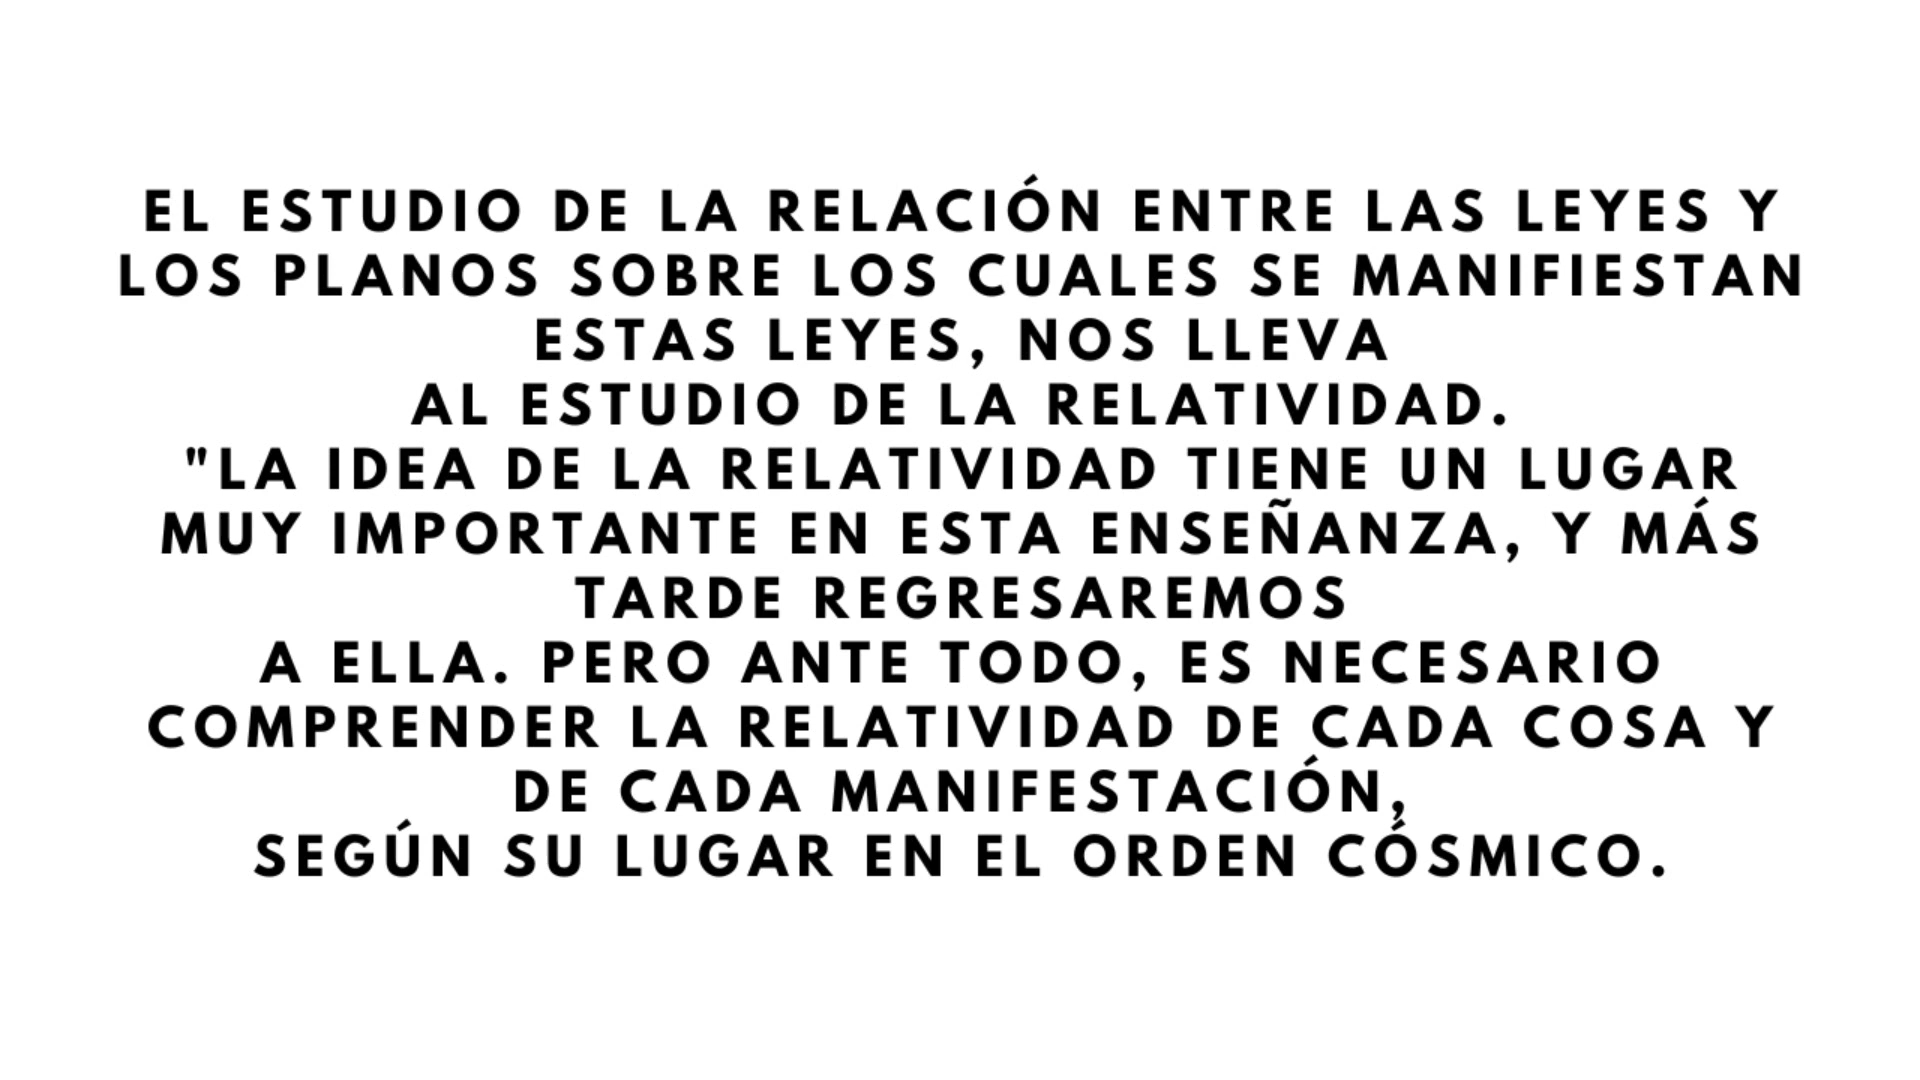 EL ESTUDIO DE LA RELACIÓN ENTRE LAS LEYES Y
LOS PLANOS SOBRE LOS CUALES SE MANIFIESTAN
ESTAS LEYES, NOS LLEVA
AL ESTUDIO DE LA RELATIVIDAD.
"LA IDEA DE LA RELATIVIDAD TIENE UN LUGAR
MUY IMPORTANTE EN ESTA ENSEÑANZA, Y MÁS
TARDE REGRESAREMOS
A ELLA. PERO ANTE TODO, ES NECESARIO
COMPRENDER LA RELATIVIDAD DE CADA COSA Y
DE CADA MANIFESTACIÓN,
SEGÚN SU LUGAR EN EL ORDEN CÓSMICO.